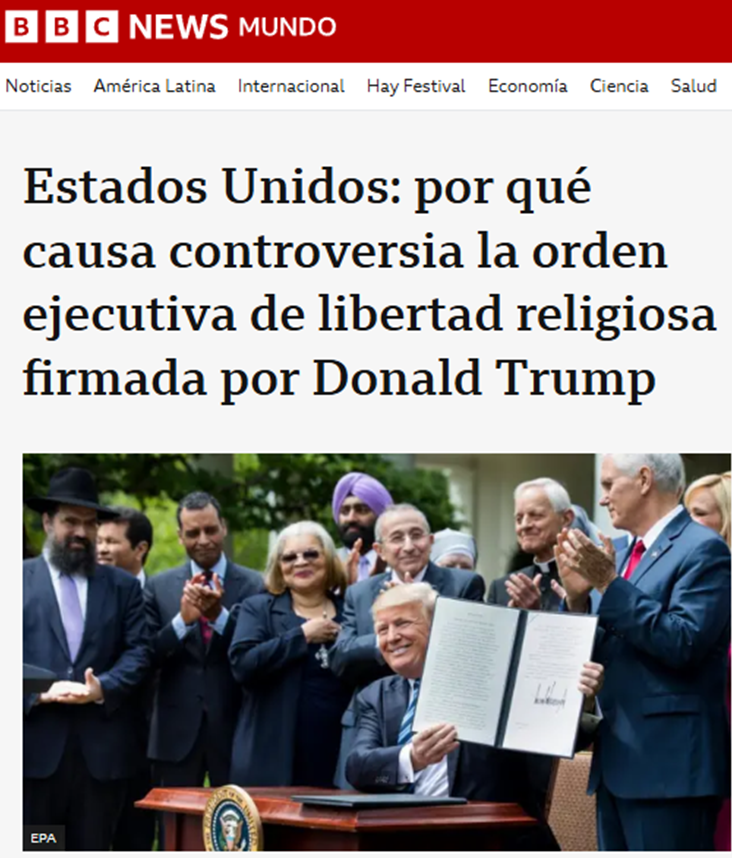 BBC NEWS MUNDO
Noticias América Latina Internacional Hay Festival Economía Ciencia Salud
Estados Unidos: por qué
causa controversia la orden
ejecutiva de libertad religiosa
firmada por Donald Trump
EPA